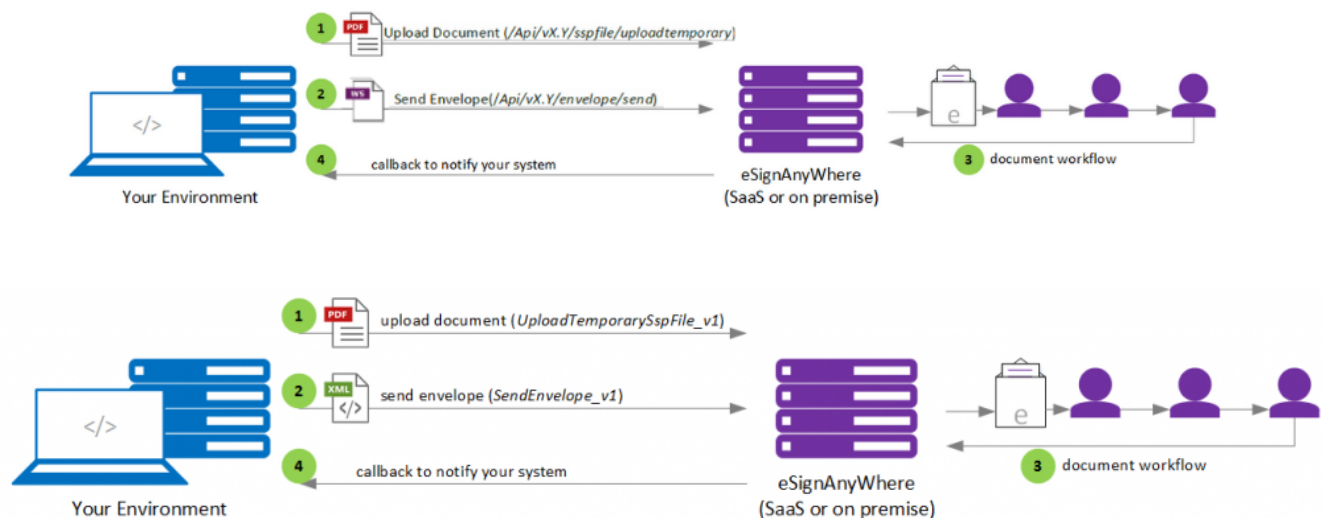 1
PDF
Upload Document (/Api/vX.Y/sspfile/uploadtemporary)
2
WS
Send Envelope(/Api/vX.Y/envelope/send)
</>
e
4
callback to notify your system
3
document workflow
Your Environment
eSignAnyWhere
(SaaS or on premise)
1
PDF
upload document (UploadTemporarySspFile_v1)
2
XML
</>
send envelope (SendEnvelope_v1)
</>
e
4
callback to notify your system
3
document workflow
Your Environment
eSignAnyWhere
(SaaS or on premise)